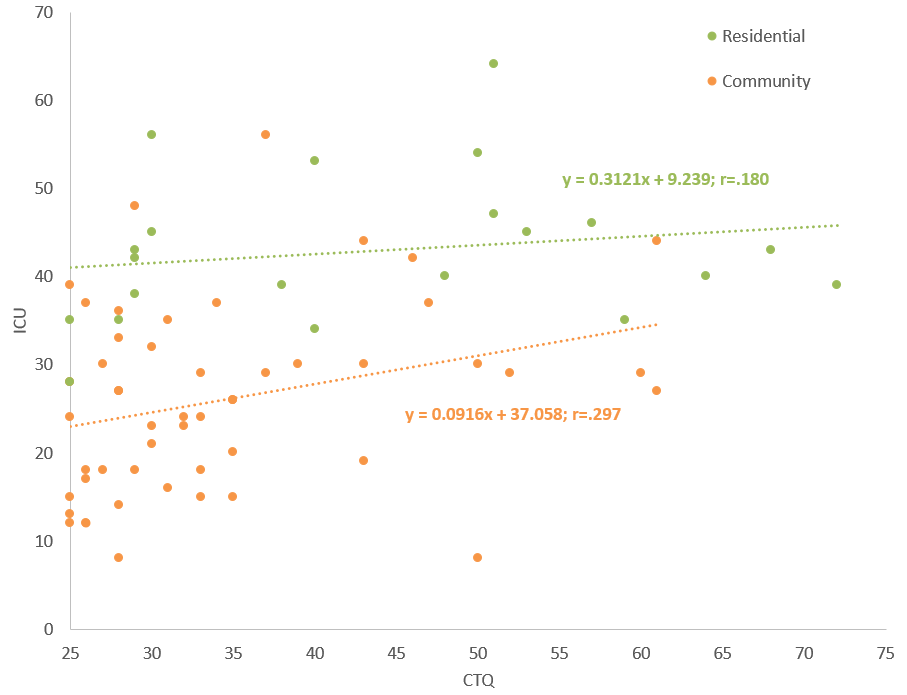 70
Residential
Community
60
y = 0.3121x + 9.239; r=.180
50
40
ICU
30
y = 0.0916x + 37.058; r=.297
20
10
0
25 30 35 40 45 50 55 60 65 70 75
CTQ